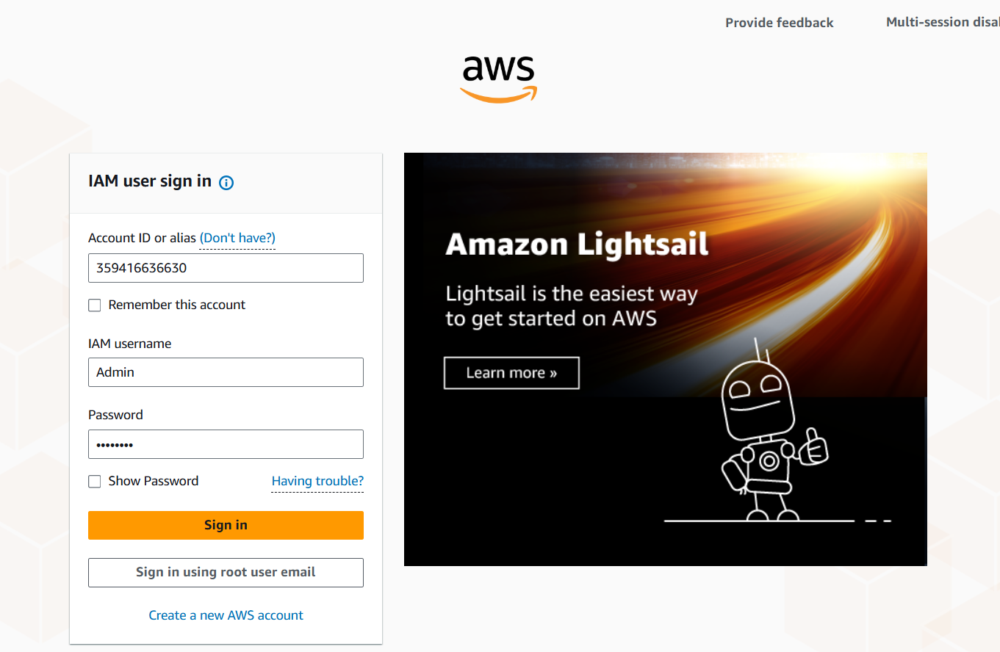 Provide feedback
Multi-session disal
aws
IAM user sign in
Account ID or alias (Don't have?)
359416636630
Remember this account
IAM username
Admin
Password
••••••••
Show Password
Having trouble?
Sign in
Sign in using root user email
Create a new AWS account
Amazon Lightsail
Lightsail is the easiest way
to get started on AWS
Learn more »